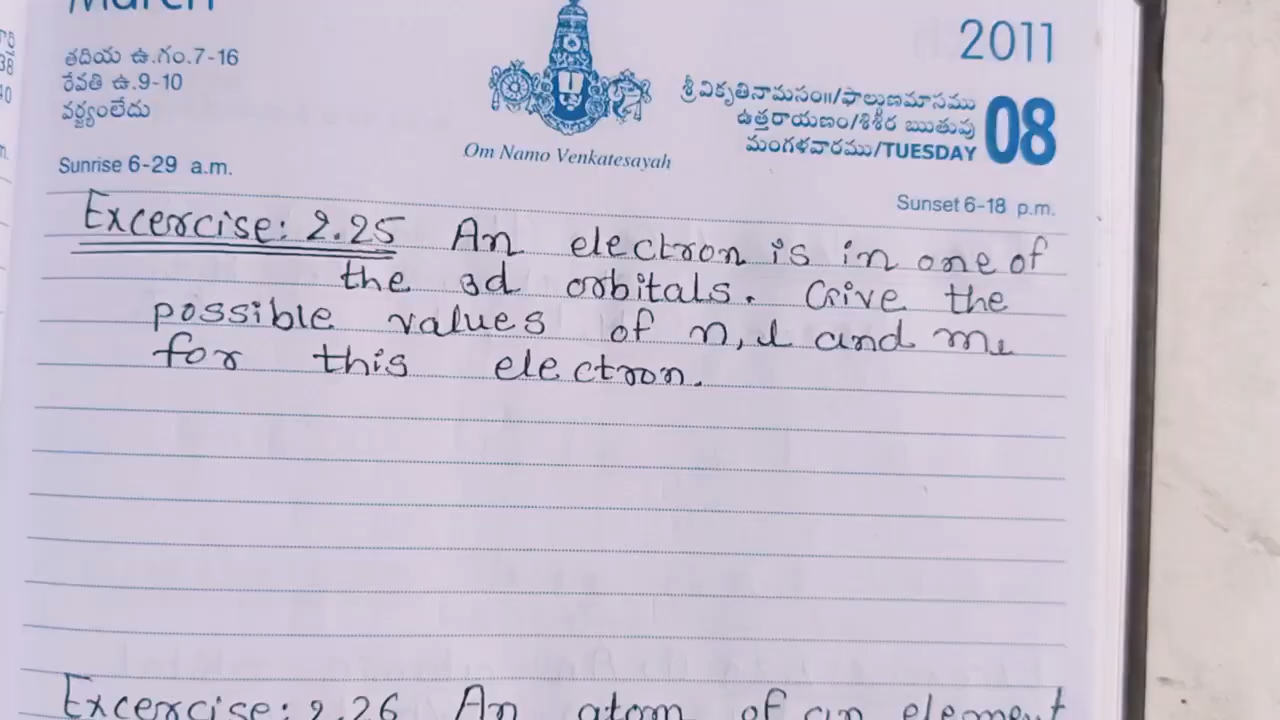 March
తదియ ఉ.గం.7-16
రేవతి ఉ.9-10
వర్జ్యంలేదు
Sunrise 6-29 a.m.
Om Namo Venkatesayah
2011
శ్రీ వికృతినామసం॥/ఫాల్గుణమాసము
ఉత్తరాయణం/శిశిర ఋతువు
మంగళవారము/TUESDAY
08
Sunset 6-18 p.m.
Excercise: 2.25 An electron is in one of
the 3d orbitals. Give the
possible values of n, l and ml
for this electron.
Excercise: 2.26 An atom of an element